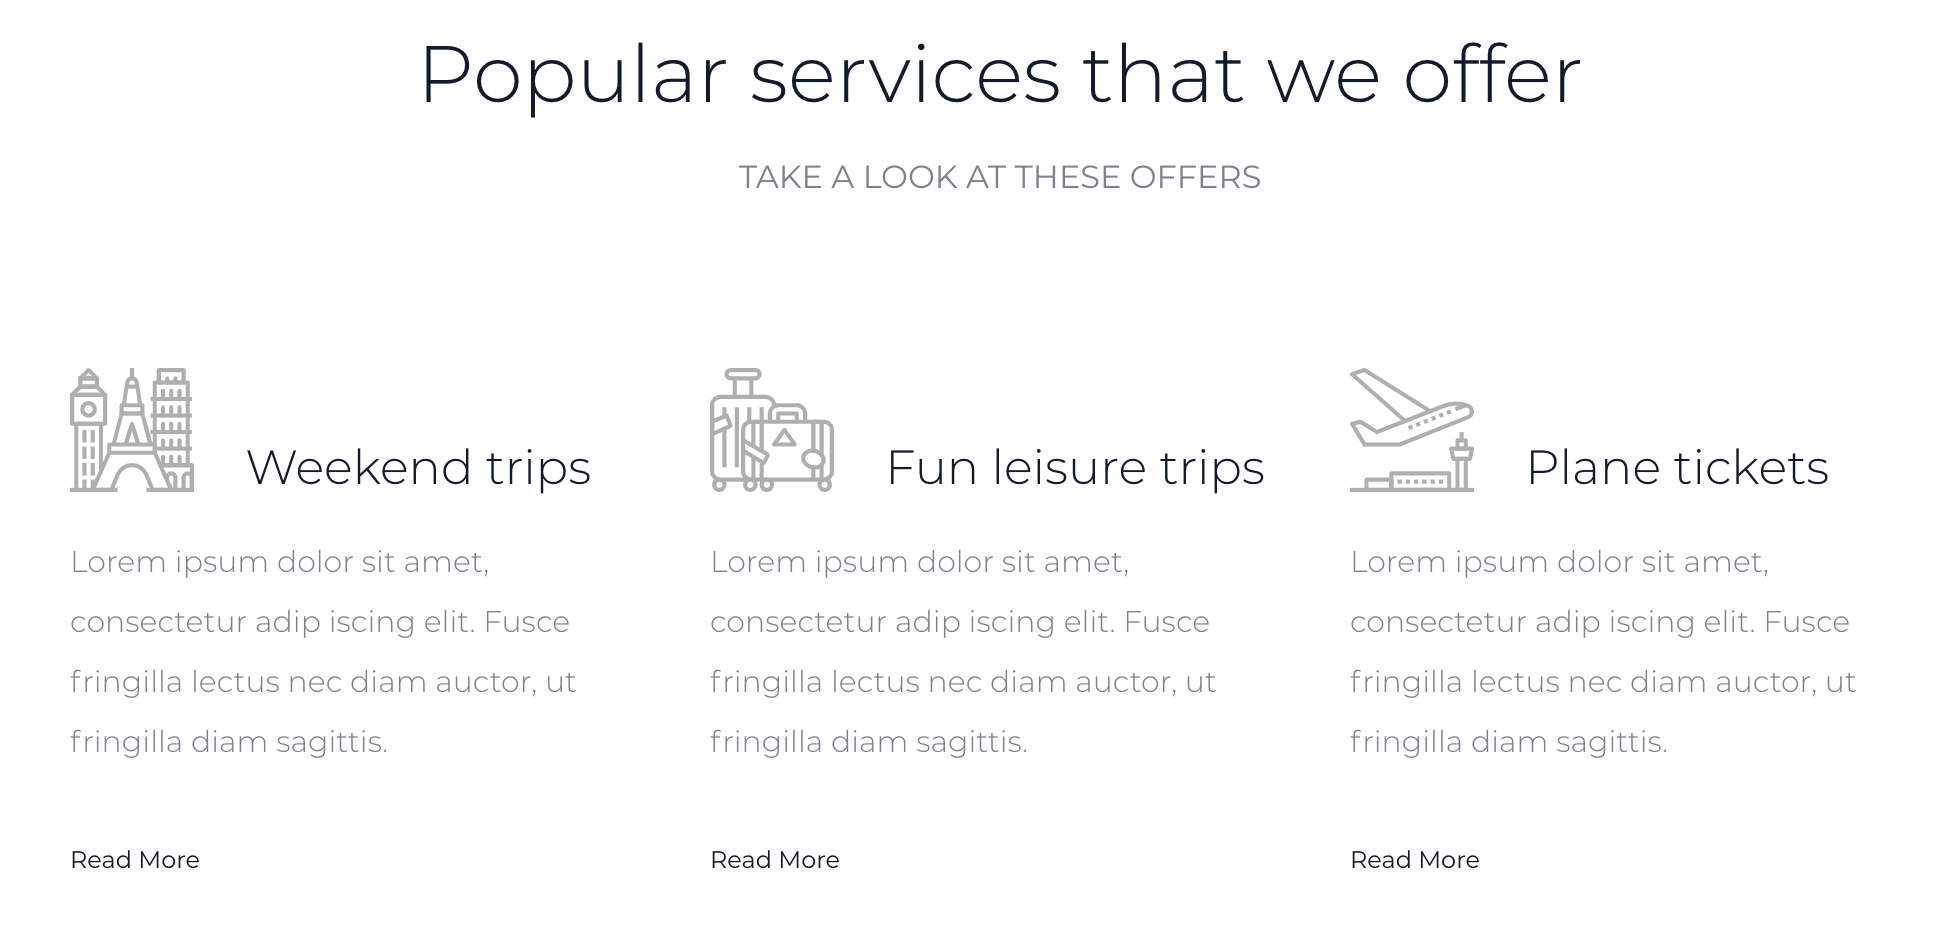 Popular services that we offer
TAKE A LOOK AT THESE OFFERS
Weekend trips
Lorem ipsum dolor sit amet,
consectetur adip iscing elit. Fusce
fringilla lectus nec diam auctor, ut
fringilla diam sagittis.
Read More
Fun leisure trips
Lorem ipsum dolor sit amet,
consectetur adip iscing elit. Fusce
fringilla lectus nec diam auctor, ut
fringilla diam sagittis.
Read More
Plane tickets
Lorem ipsum dolor sit amet,
consectetur adip iscing elit. Fusce
fringilla lectus nec diam auctor, ut
fringilla diam sagittis.
Read More